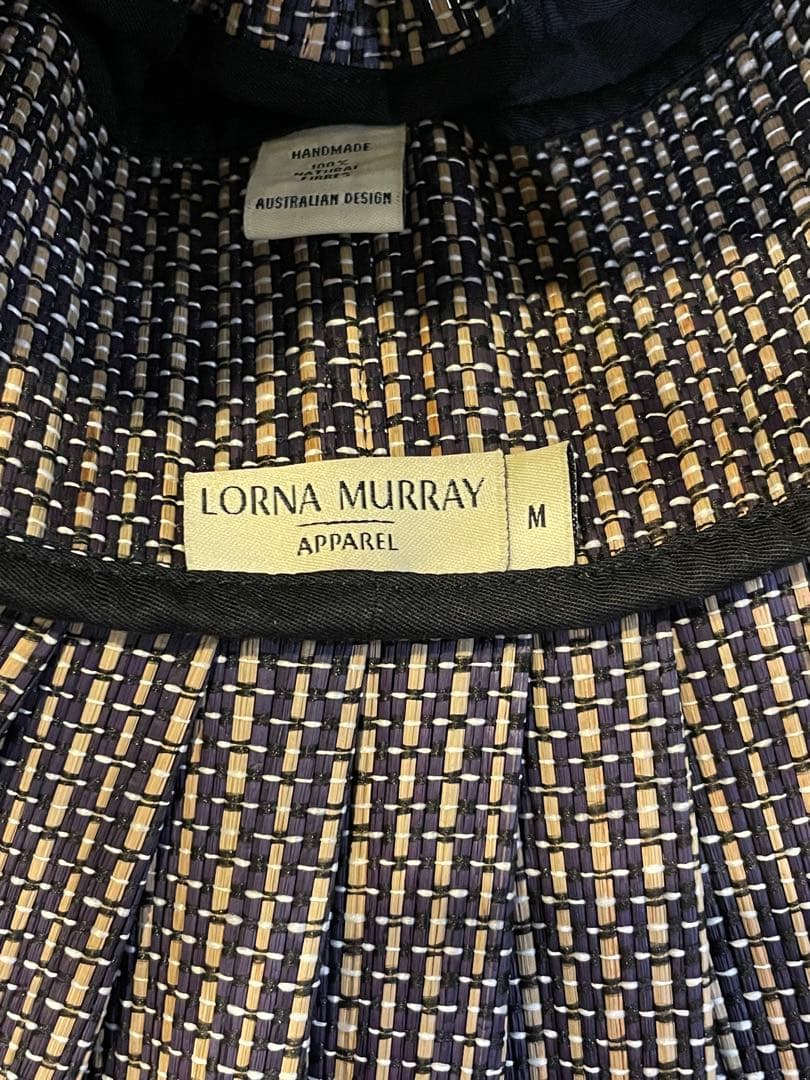 HANDMADE
100%
NATURAL
FIBRES
AUSTRALIAN DESIGN
LORNA MURRAY
APPAREL
M